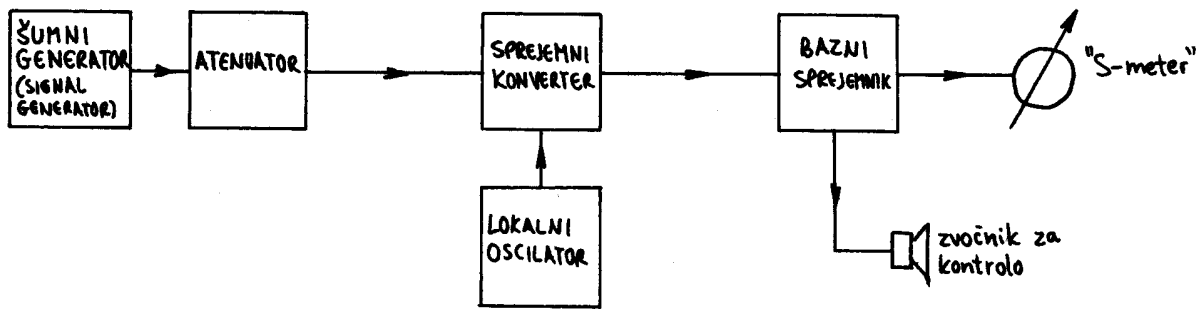 ŠUMNI
GENERATOR
(SIGNAL
GENERATOR)
ATENUATOR
SPREJEMNI
KONVERTER
BAZNI
SPREJEMNIK
"S-meter"
LOKALNI
OSCILATOR
zvočnik za
kontrolo